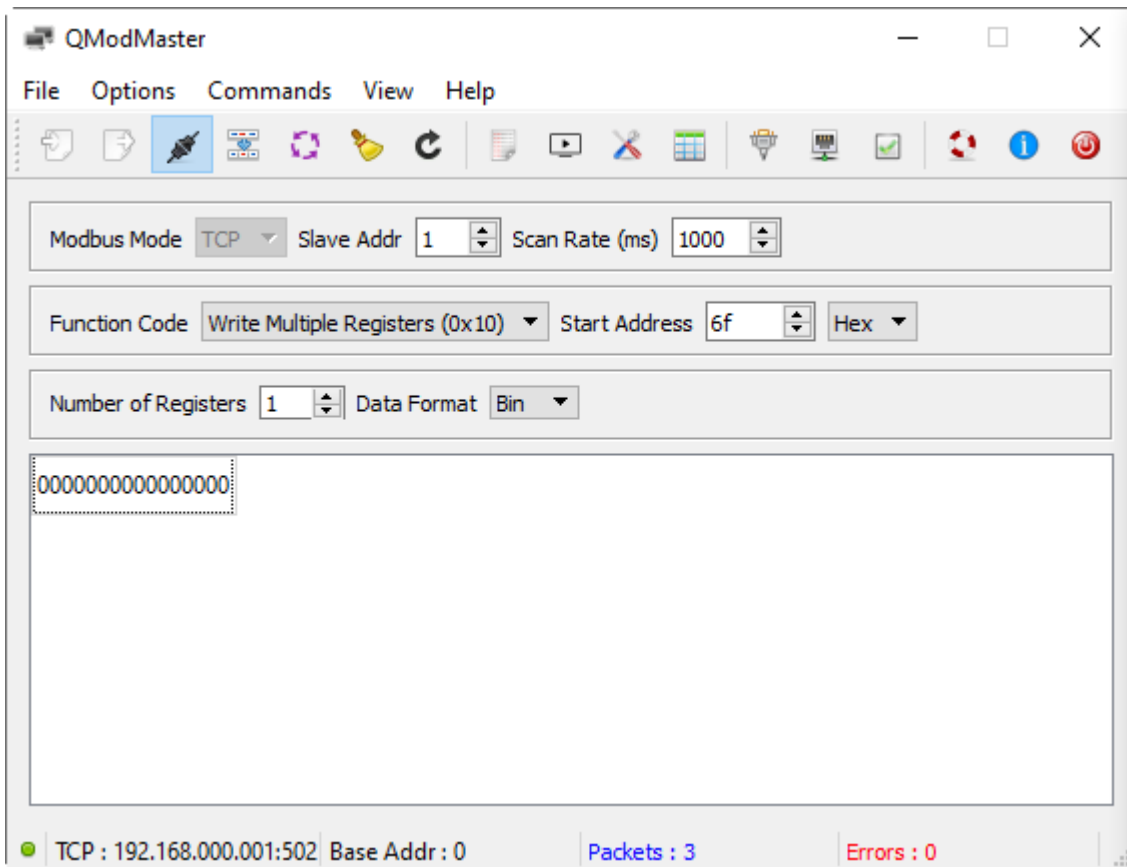 QModMaster
File Options Commands View Help
Modbus Mode TCP Slave Addr 1 Scan Rate (ms) 1000
Function Code Write Multiple Registers (0x10) Start Address 6f Hex
Number of Registers 1 Data Format Bin
0000000000000000
TCP : 192.168.000.001:502 Base Addr : 0 Packets : 3 Errors : 0